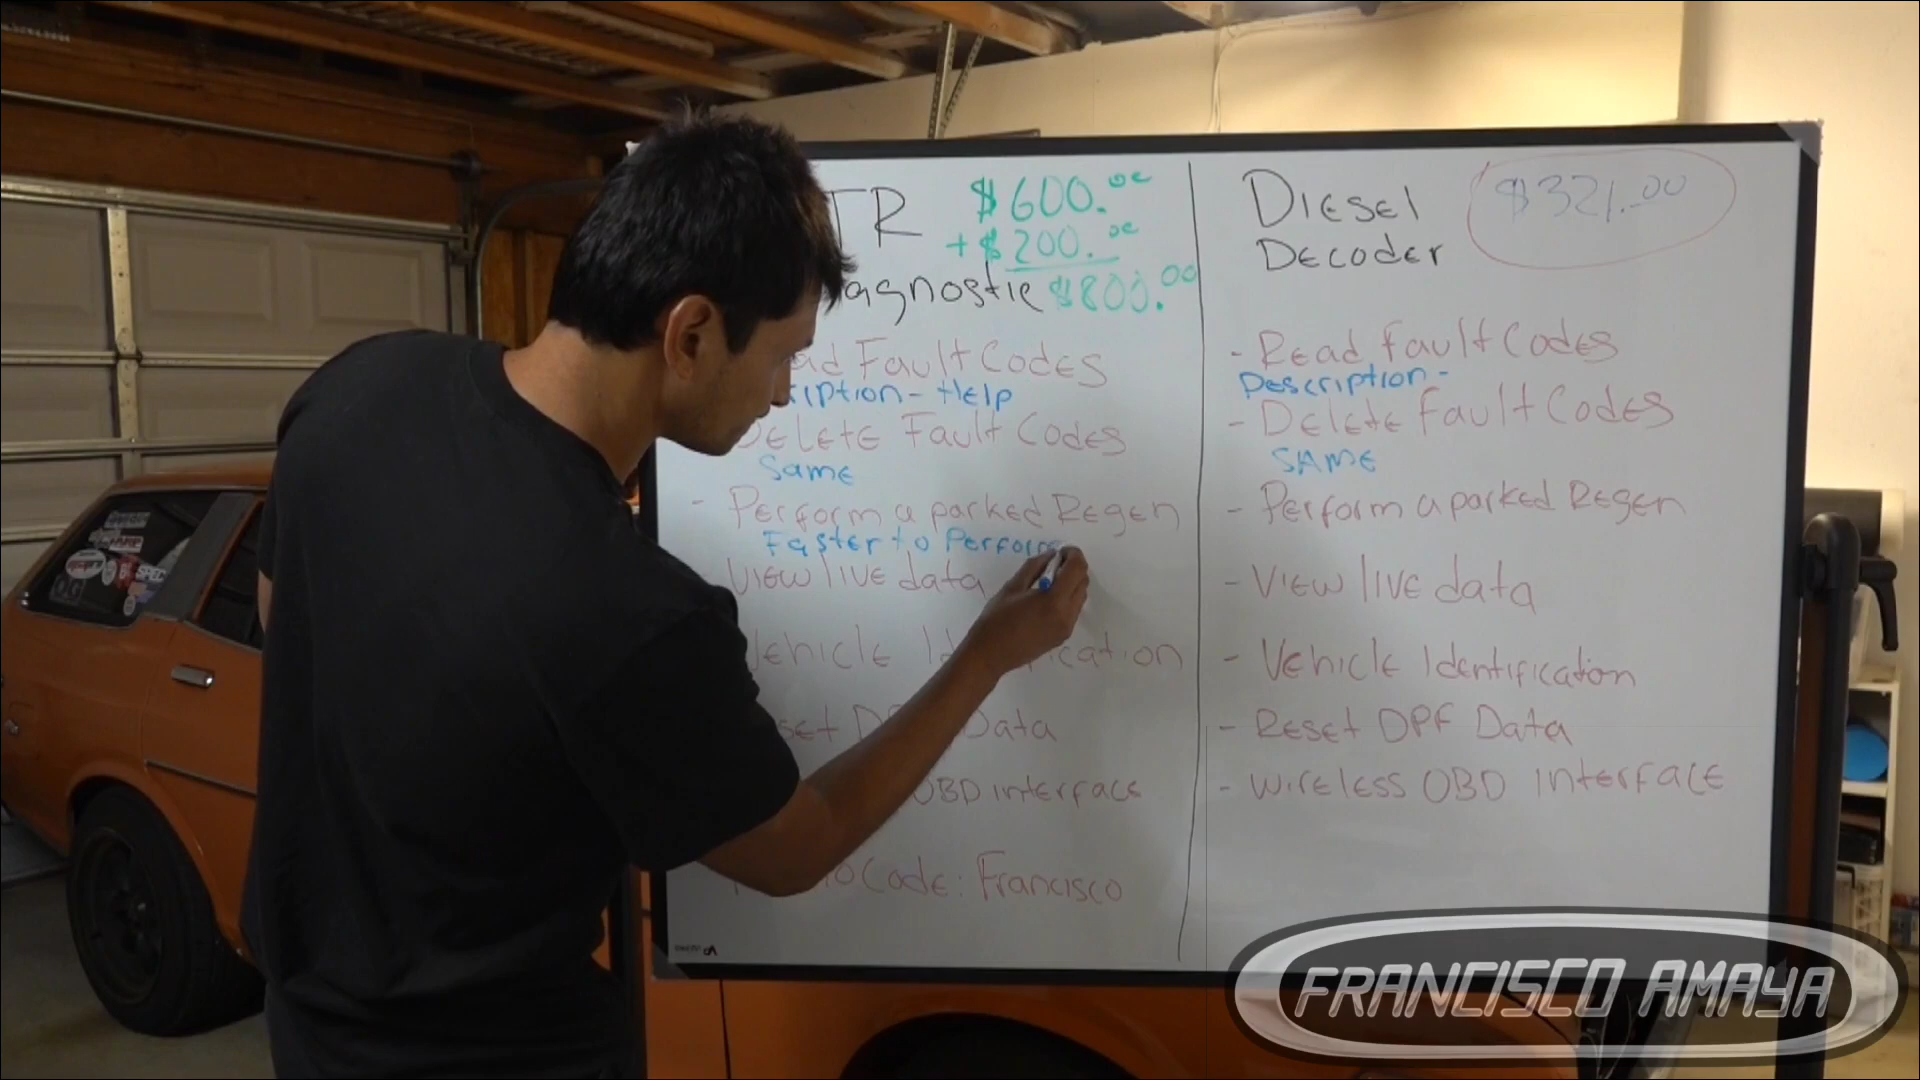 TR
$600.00
+ $200.00
agnostic $800.00
ad Fault Codes
iption - Help
Delete Fault Codes
Same
- Perform a parked Regen
Faster to Perform
View live data
Vehicle
ication
set
Data
OBD interface
Code: Francisco
Diesel $321.00
Decoder
- Read fault Codes
Description -
- Delete fault Codes
SAME
- Perform a parked Regen
- View live data
- Vehicle Identification
- Reset DPF Data
- Wireless OBD Interface
FRANCISCO AMAYA